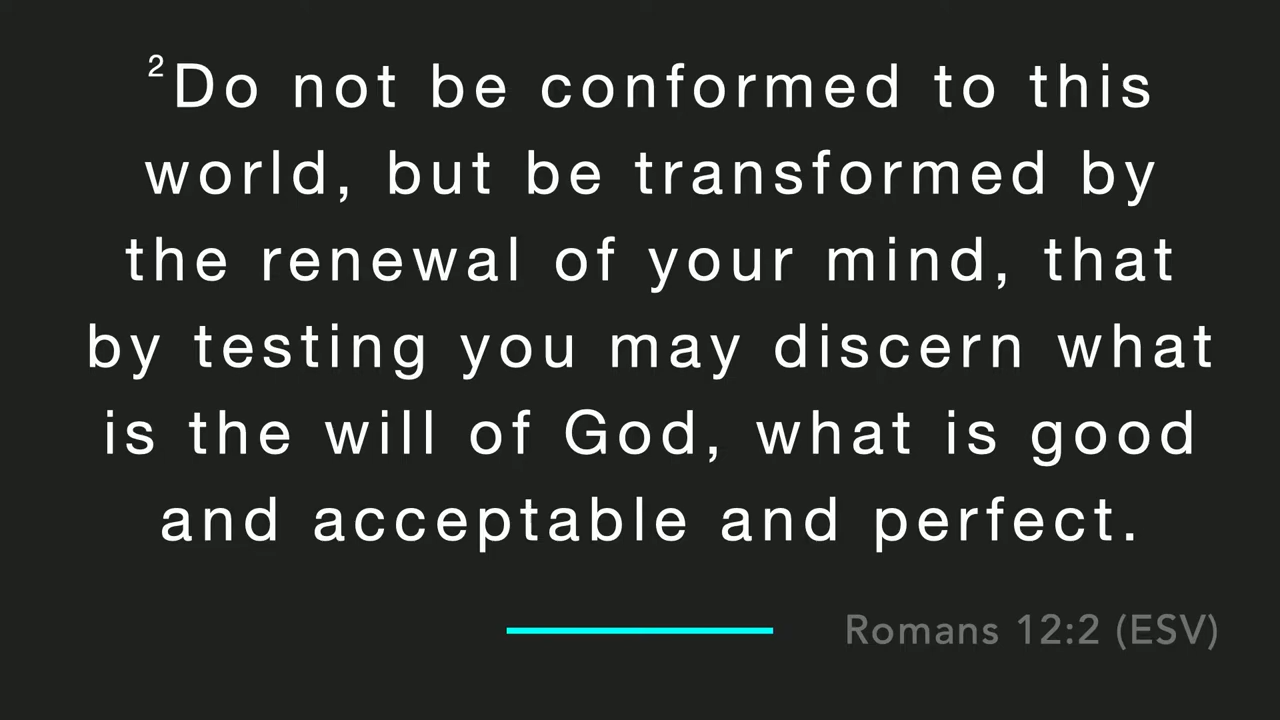 ²Do not be conformed to this
world, but be transformed by
the renewal of your mind, that
by testing you may discern what
is the will of God, what is good
and acceptable and perfect.
Romans 12:2 (ESV)